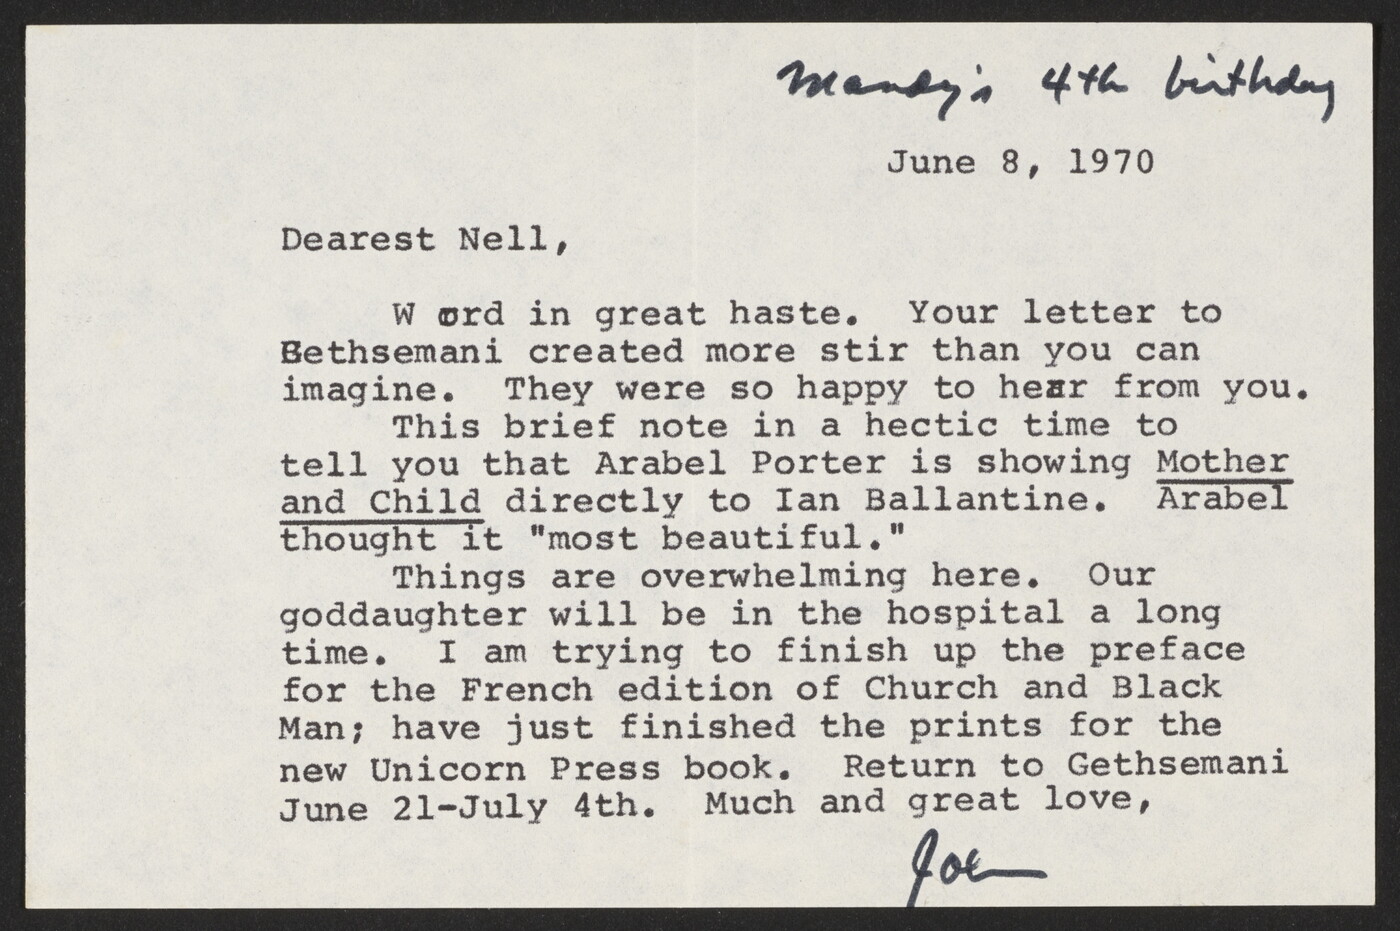 Mandy's 4th birthday
June 8, 1970
Dearest Nell,
W ord in great haste. Your letter to
Gethsemani created more stir than you can
imagine. They were so happy to hear from you.
This brief note in a hectic time to
tell you that Arabel Porter is showing Mother
and Child directly to Ian Ballantine. Arabel
thought it "most beautiful."
Things are overwhelming here. Our
goddaughter will be in the hospital a long
time. I am trying to finish up the preface
for the French edition of Church and Black
Man; have just finished the prints for the
new Unicorn Press book. Return to Gethsemani
June 21-July 4th. Much and great love,
Joe